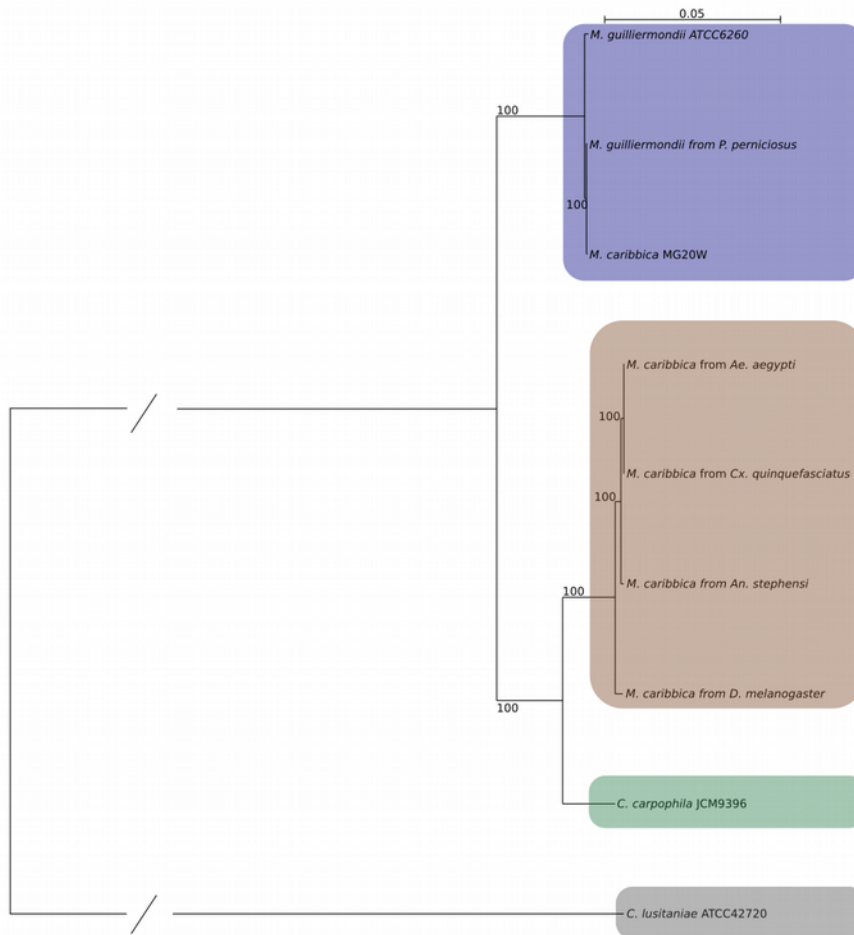 0.05
M. guilliermondii ATCC6260
100
M. guilliermondii from P. perniciosus
100
M. caribbica MG20W
M. caribbica from Ae. aegypti
100
M. caribbica from Cx. quinquefasciatus
100
M. caribbica from An. stephensi
100
M. caribbica from D. melanogaster
100
C. carpophila JCM9396
C. lusitaniae ATCC42720